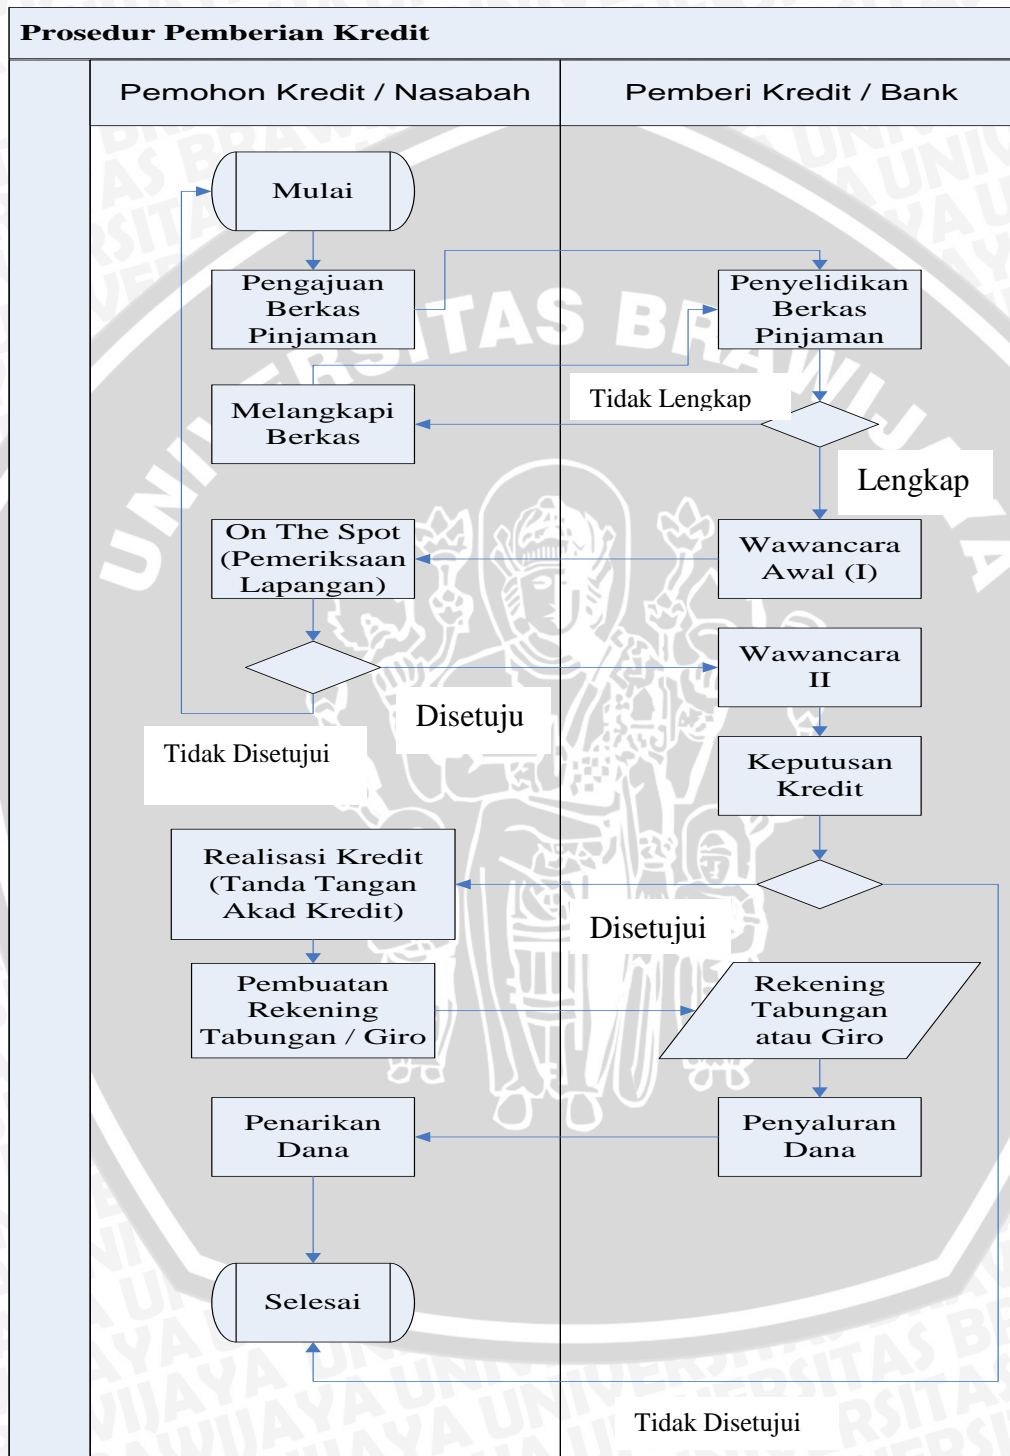 Prosedur Pemberian Kredit
Pemohon Kredit / Nasabah
Pemberi Kredit / Bank
Mulai
Pengajuan
Berkas
Pinjaman
Penyelidikan
Berkas
Pinjaman
Tidak Lengkap
Melangkapi
Berkas
Lengkap
On The Spot
(Pemeriksaan
Lapangan)
Wawancara
Awal (I)
Wawancara
II
Disetuju
Tidak Disetujui
Keputusan
Kredit
Realisasi Kredit
(Tanda Tangan
Akad Kredit)
Disetujui
Pembuatan
Rekening
Tabungan / Giro
Rekening
Tabungan
atau Giro
Penarikan
Dana
Penyaluran
Dana
Selesai
Tidak Disetujui
UNIVERSITAS BRAWIJAYA